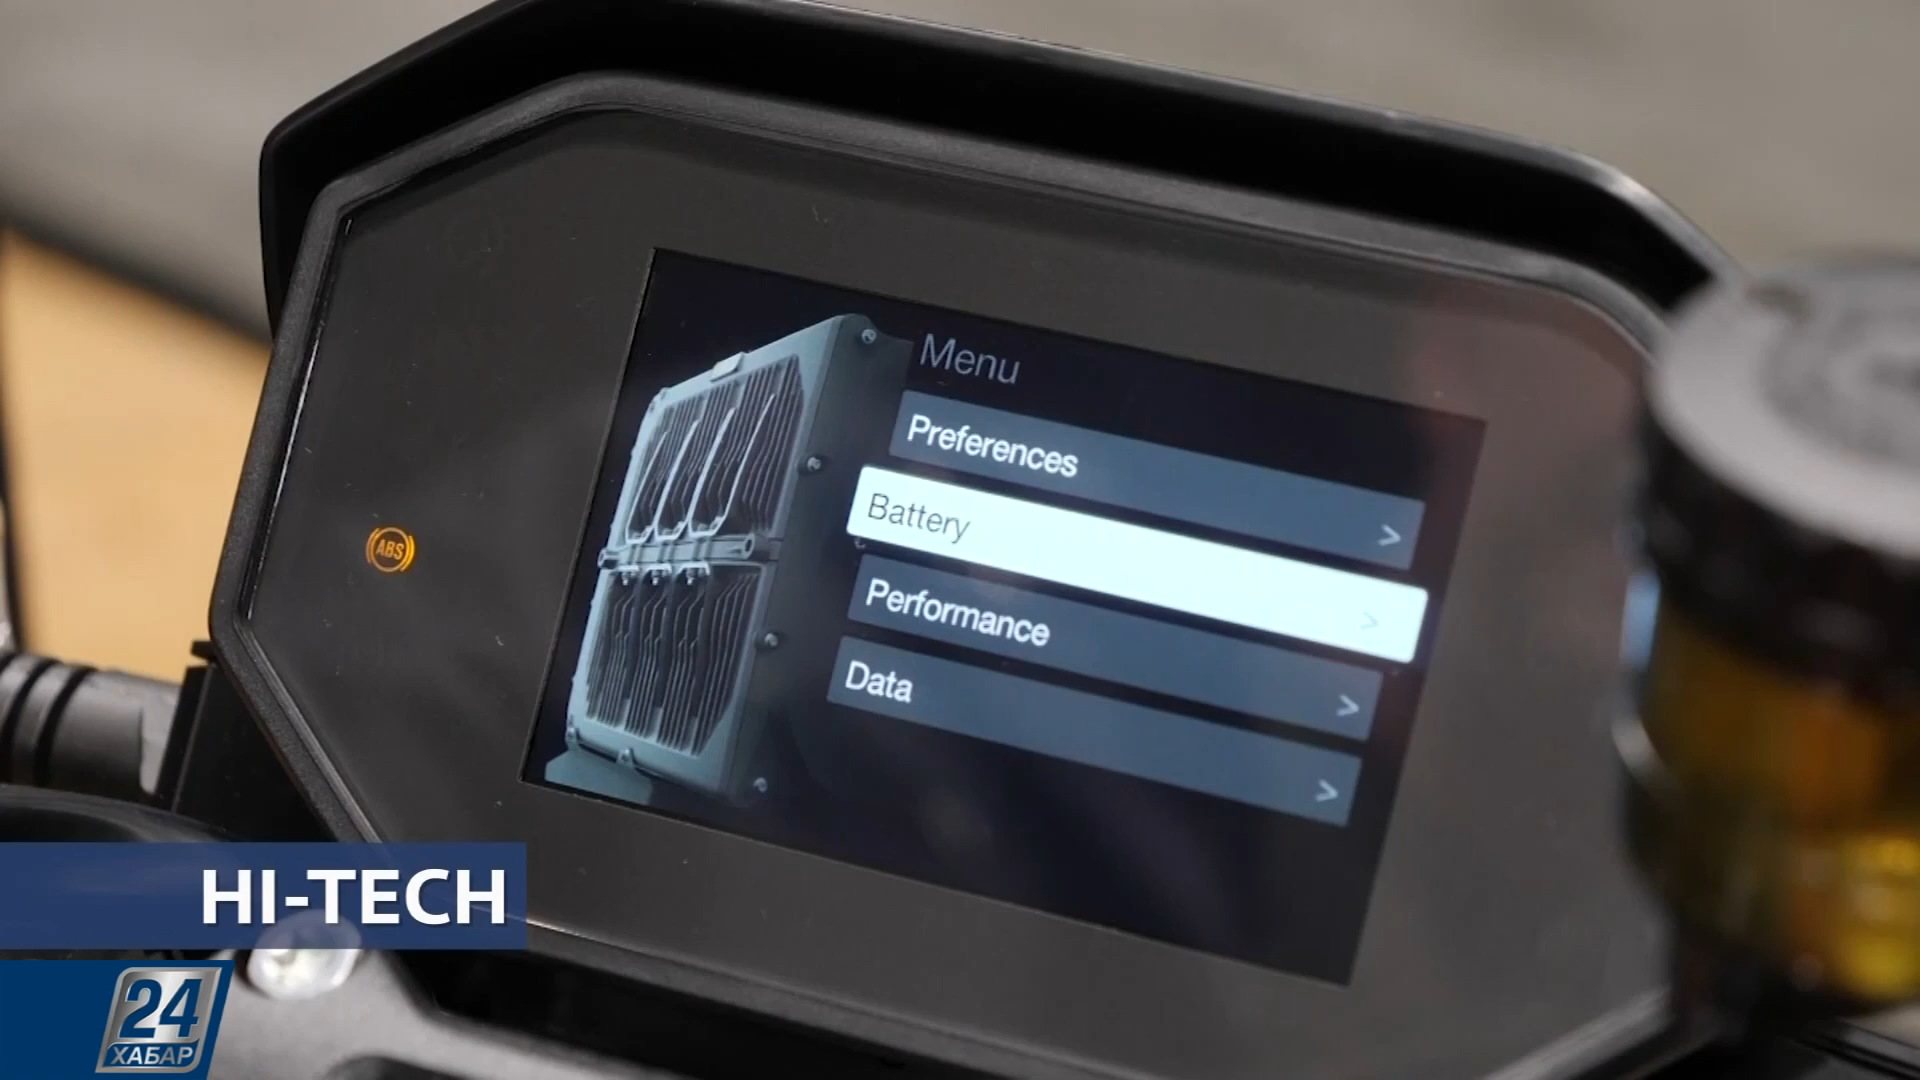 Menu
Preferences >
Battery >
Performance >
Data >
ABS
HI-TECH
24
ХАБАР